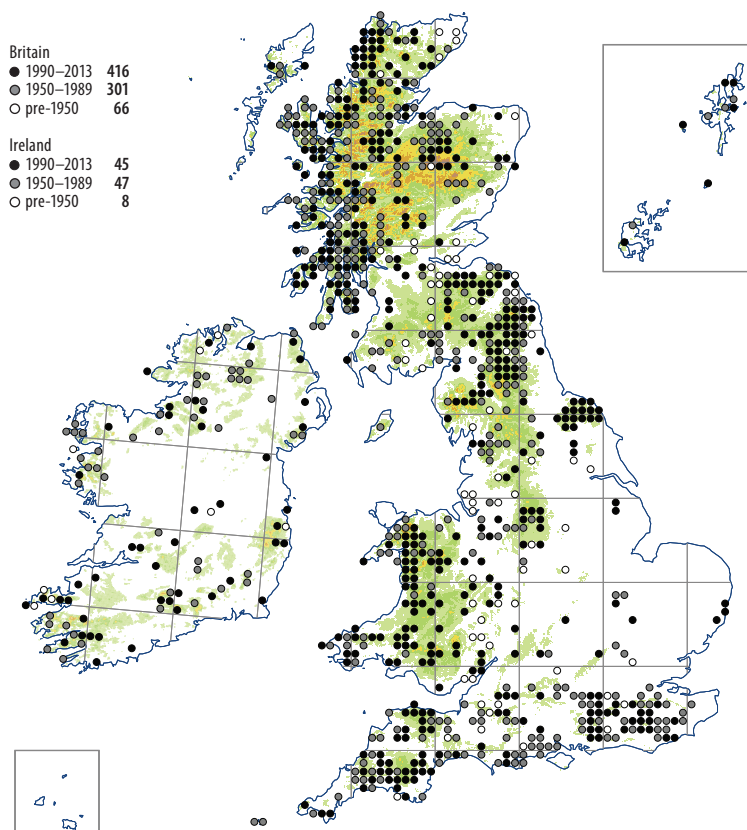 Britain
1990–2013 416
1950–1989 301
pre-1950 66
Ireland
1990–2013 45
1950–1989 47
pre-1950 8